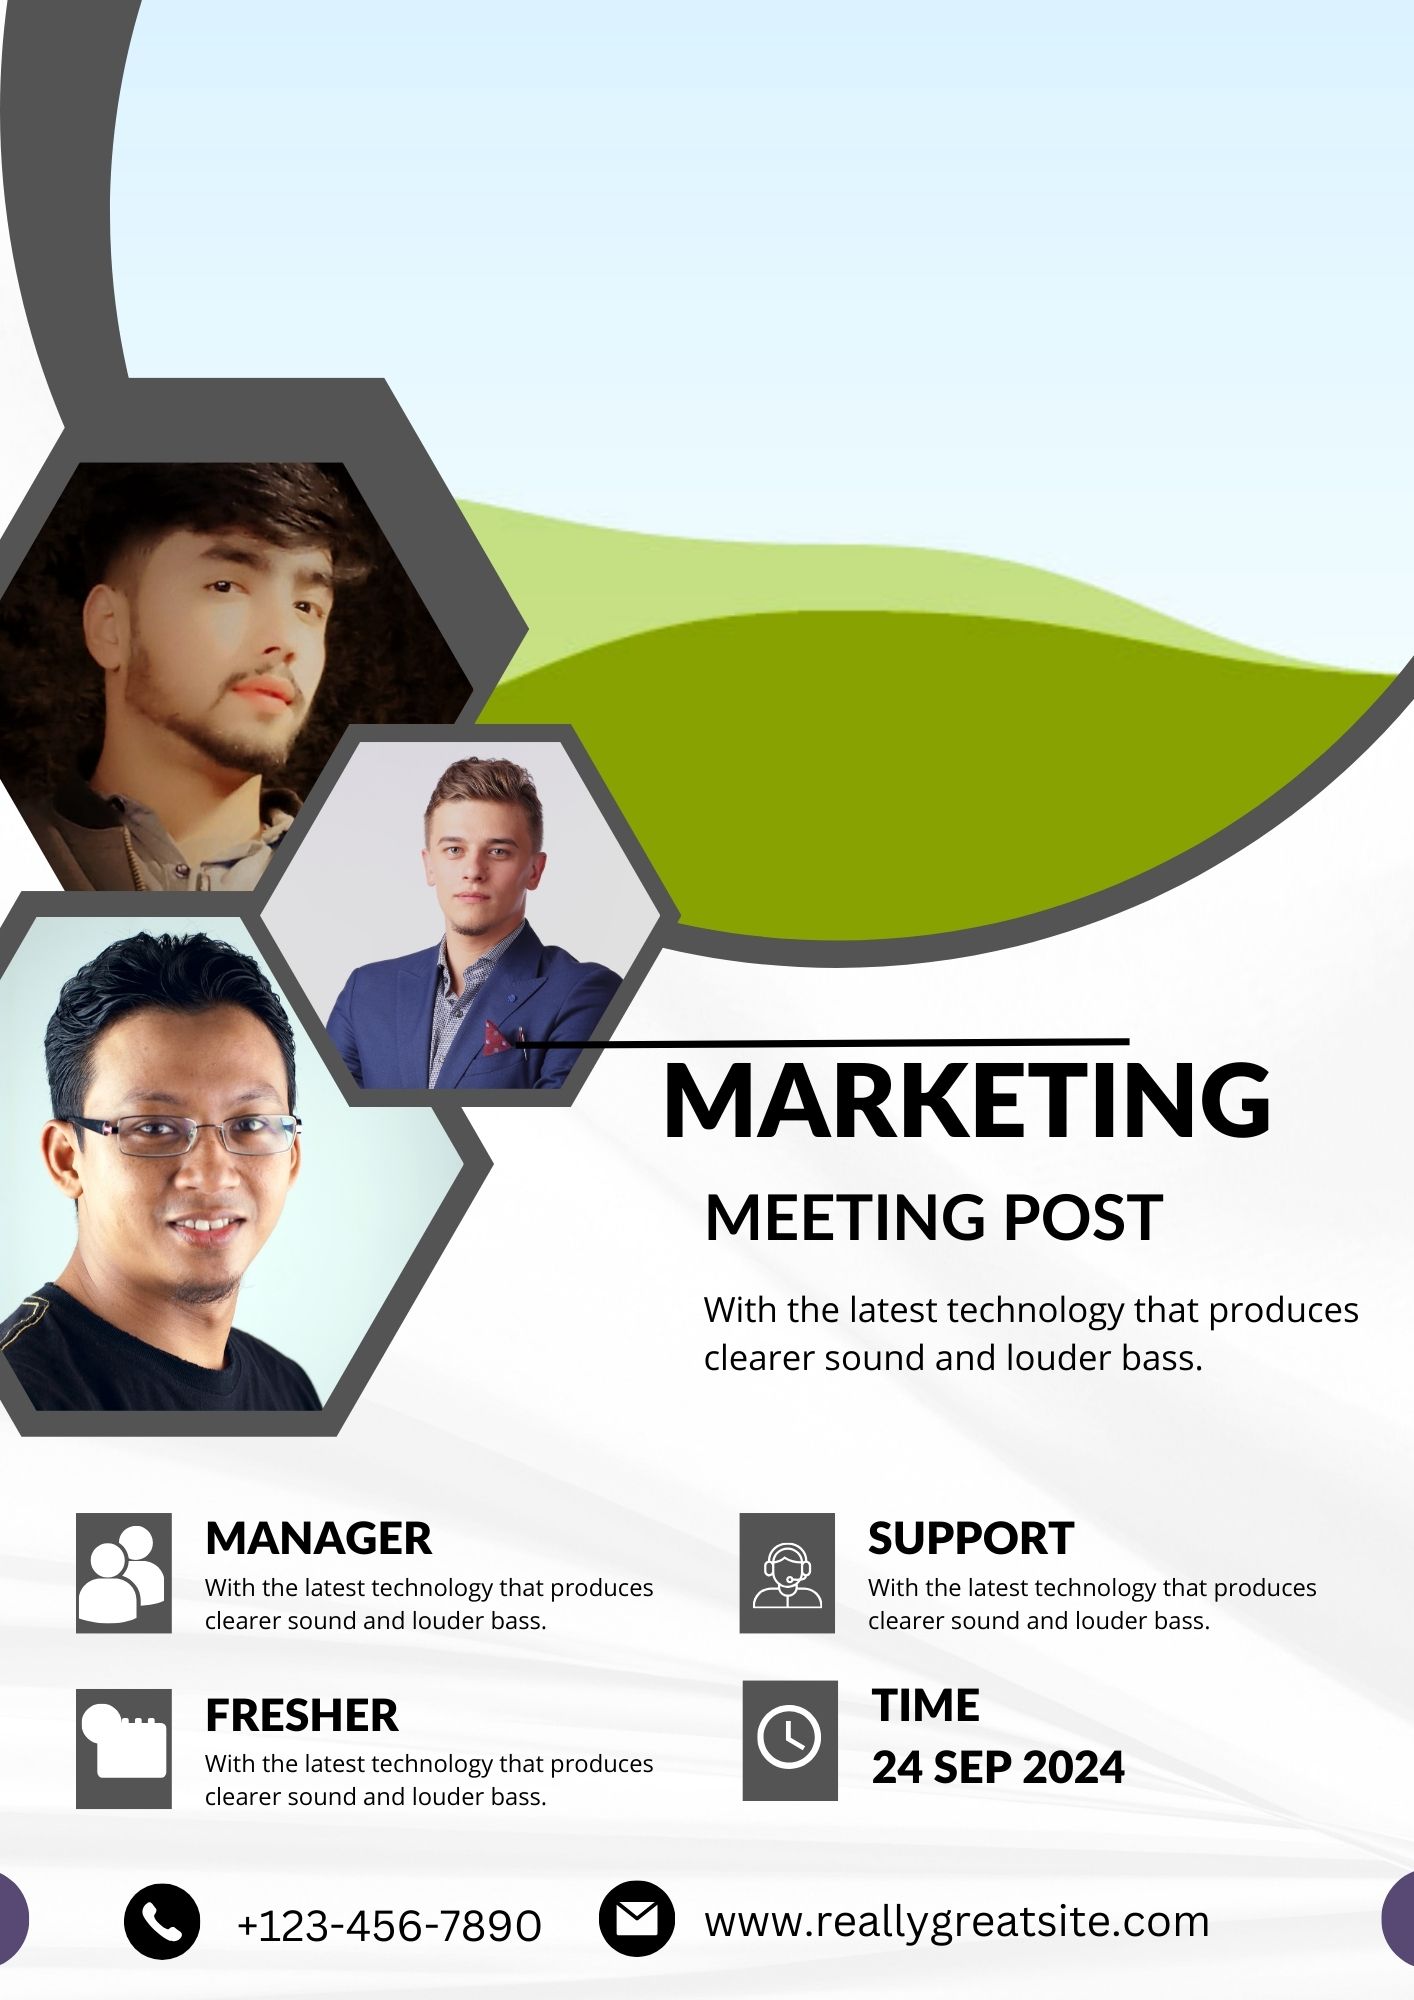 MARKETING
MEETING POST
With the latest technology that produces
clearer sound and louder bass.
MANAGER
With the latest technology that produces
clearer sound and louder bass.
SUPPORT
With the latest technology that produces
clearer sound and louder bass.
FRESHER
With the latest technology that produces
clearer sound and louder bass.
TIME
24 SEP 2024
+123-456-7890
www.reallygreatsite.com